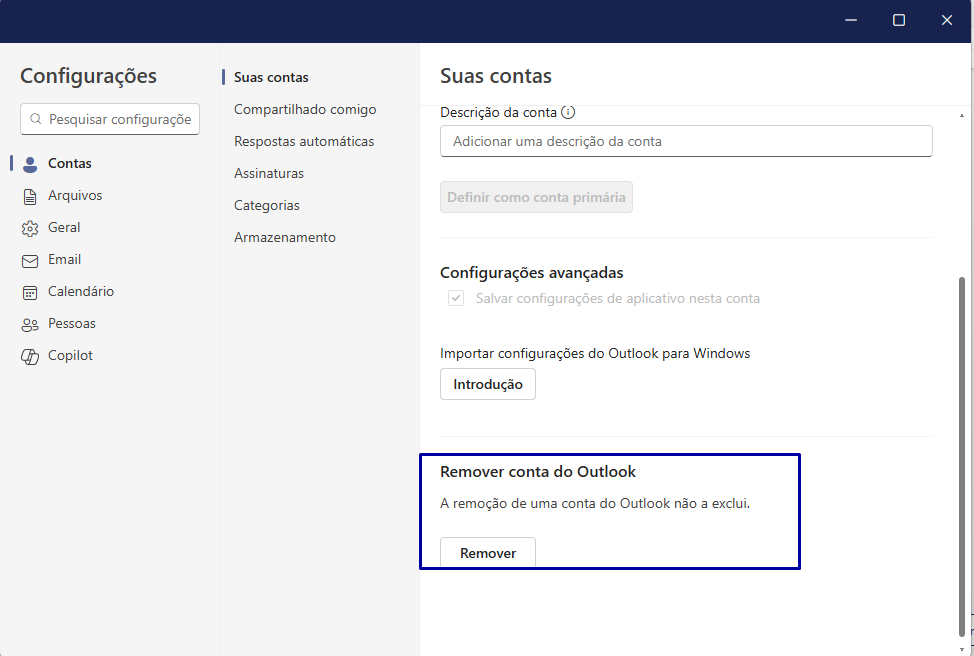 Configurações
Pesquisar configuraçõe
Contas
Arquivos
Geral
Email
Calendário
Pessoas
Copilot
Suas contas
Compartilhado comigo
Respostas automáticas
Assinaturas
Categorias
Armazenamento
Suas contas
Descrição da conta
Adicionar uma descrição da conta
Definir como conta primária
Configurações avançadas
Salvar configurações de aplicativo nesta conta
Importar configurações do Outlook para Windows
Introdução
Remover conta do Outlook
A remoção de uma conta do Outlook não a exclui.
Remover